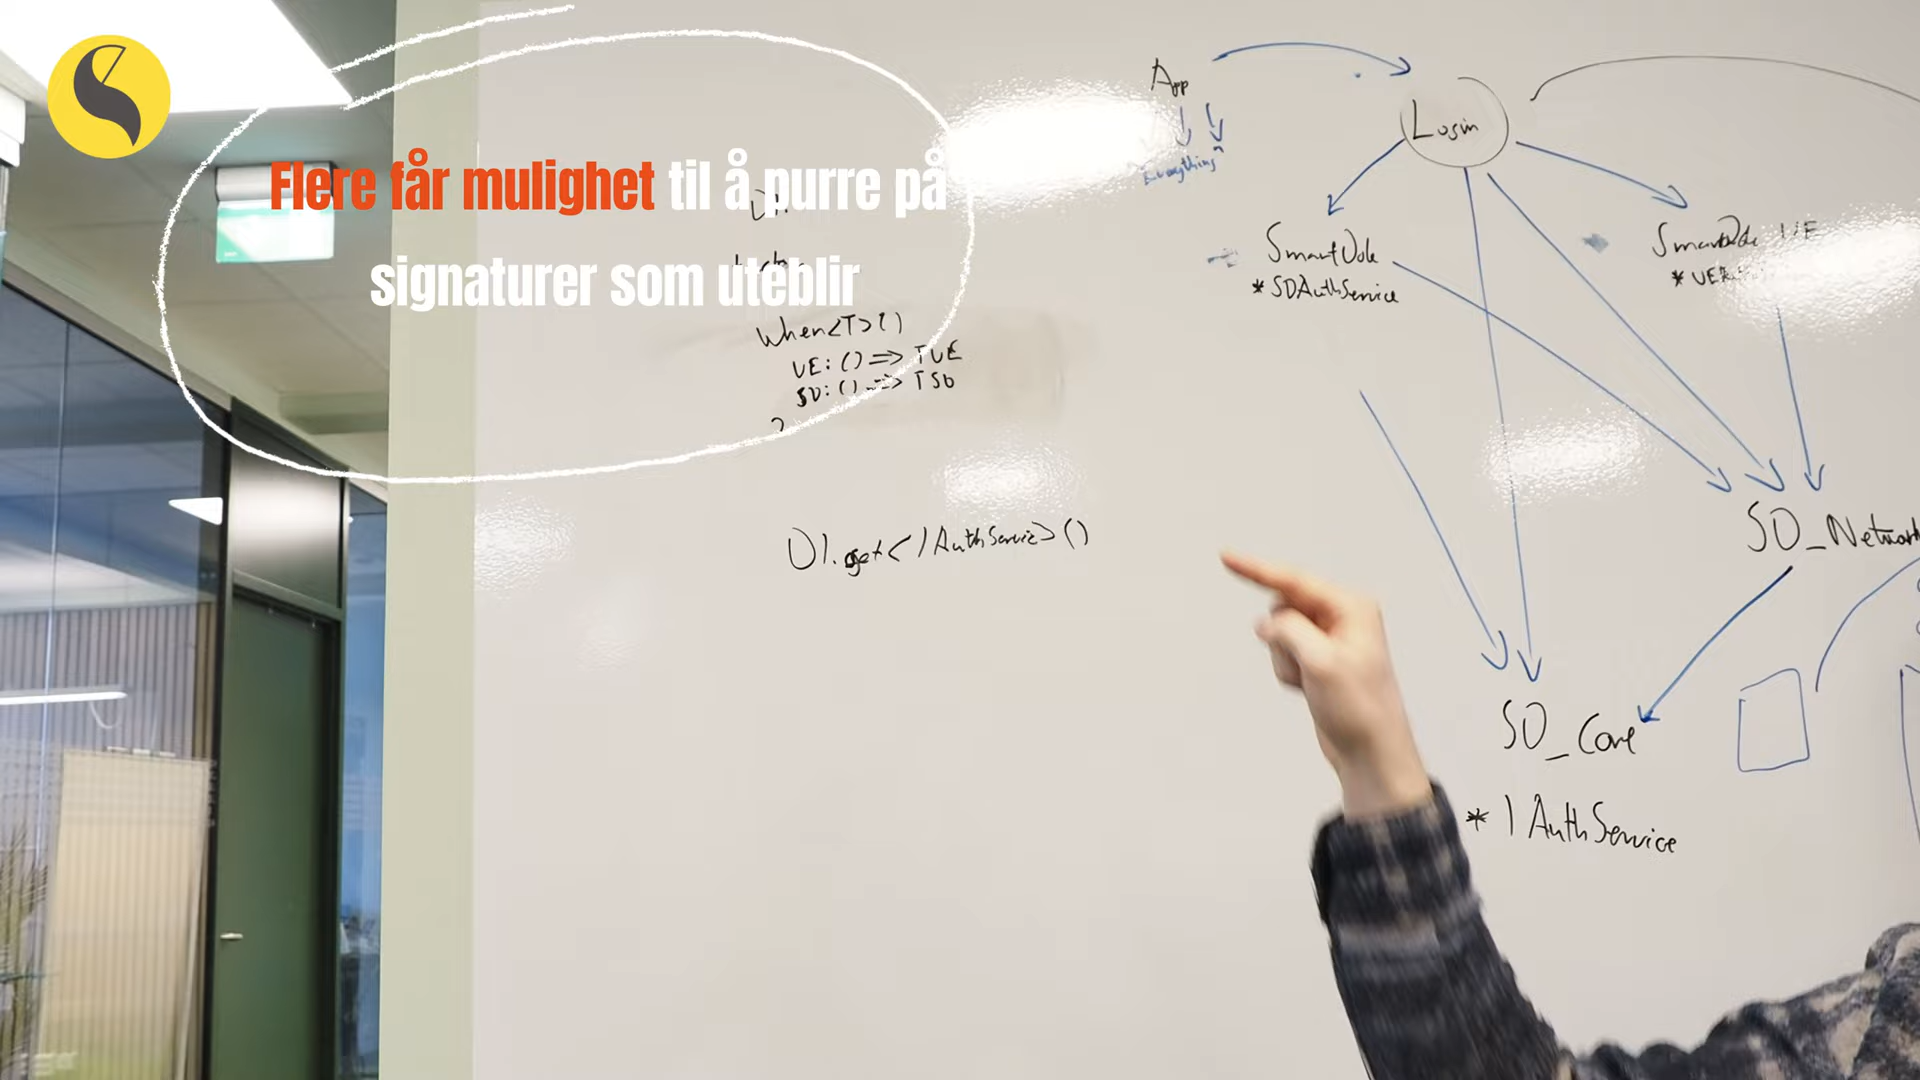 Flere får mulighet til å purre på
signaturer som uteblir
App
Everything
Login
SmartDok
*SDAuthService
*UE
When<T>()
UE: () => TUE
SD: () => TSD
DI.get<IAuthService>()
SD_Network
SD_Core
* IAuthService